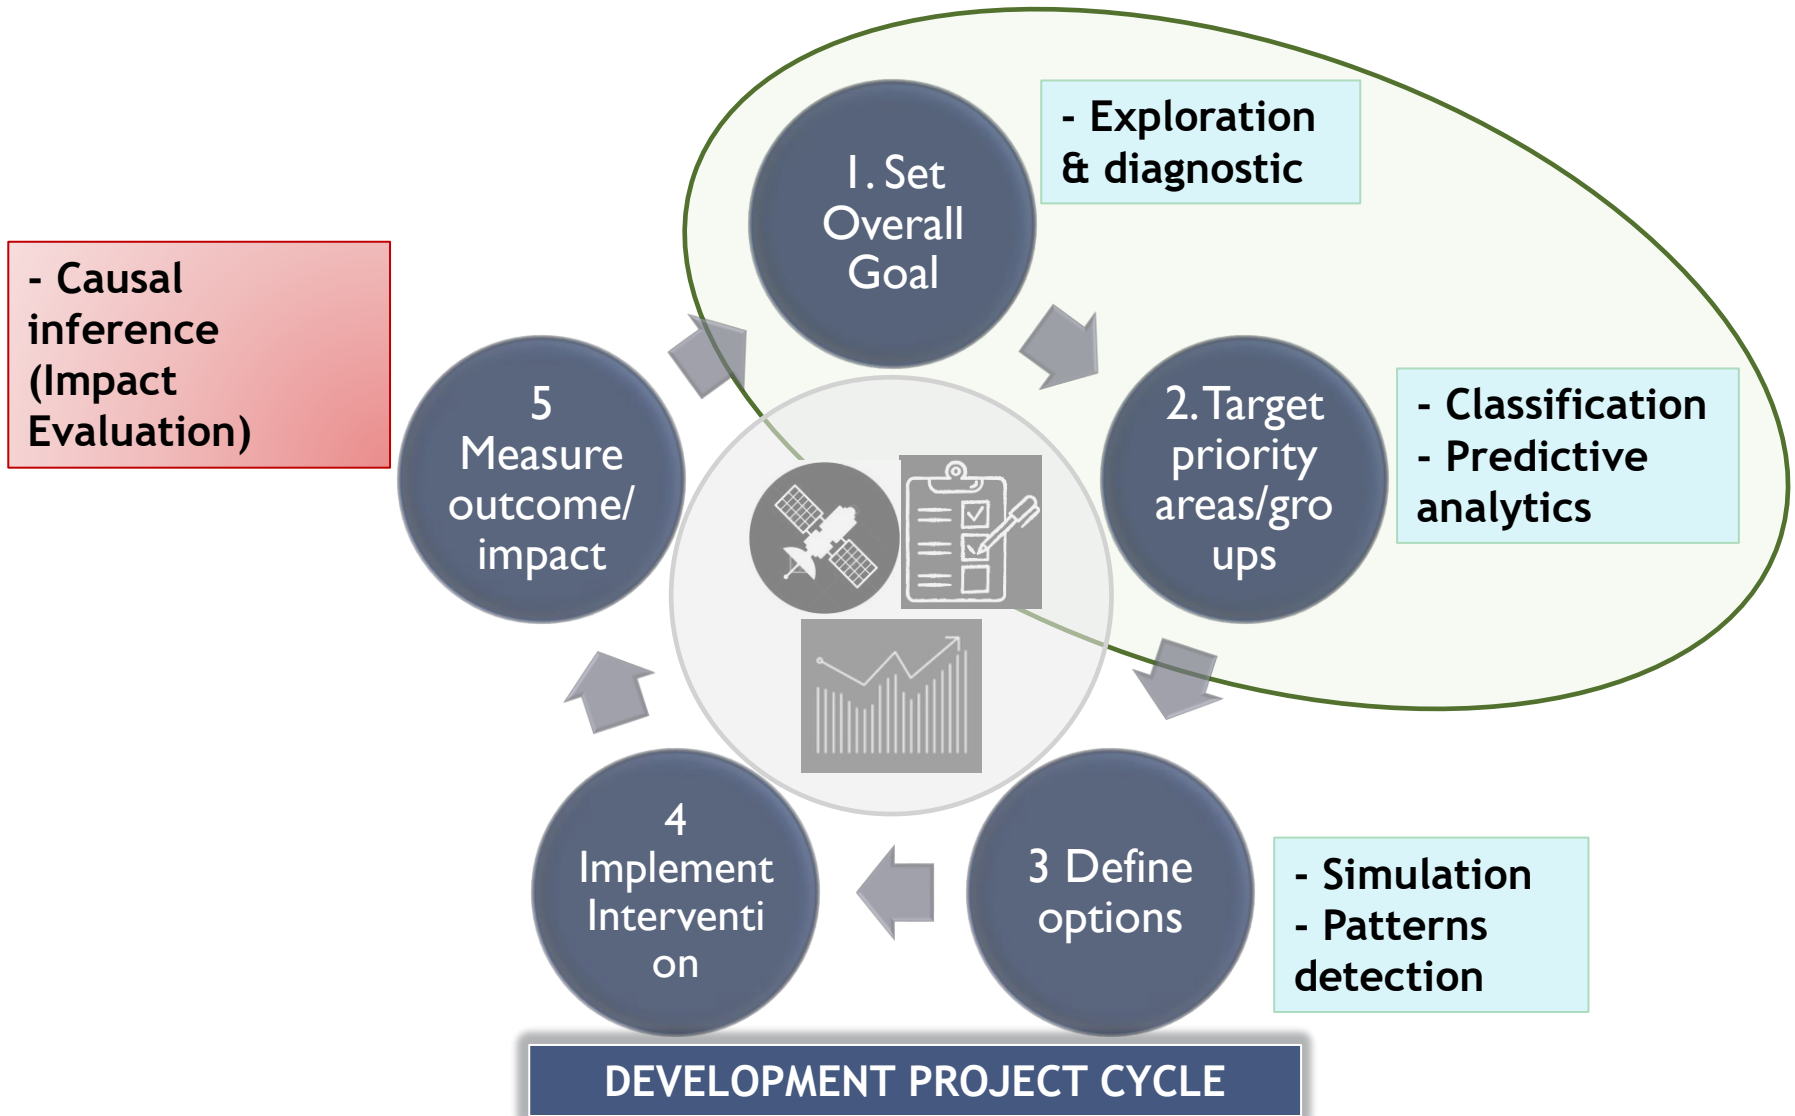 1. Set
Overall
Goal
- Exploration
& diagnostic
2. Target
priority
areas/gro
ups
- Classification
- Predictive
analytics
3 Define
options
- Simulation
- Patterns
detection
4
Implement
Interventi
on
5
Measure
outcome/
impact
- Causal
inference
(Impact
Evaluation)
DEVELOPMENT PROJECT CYCLE